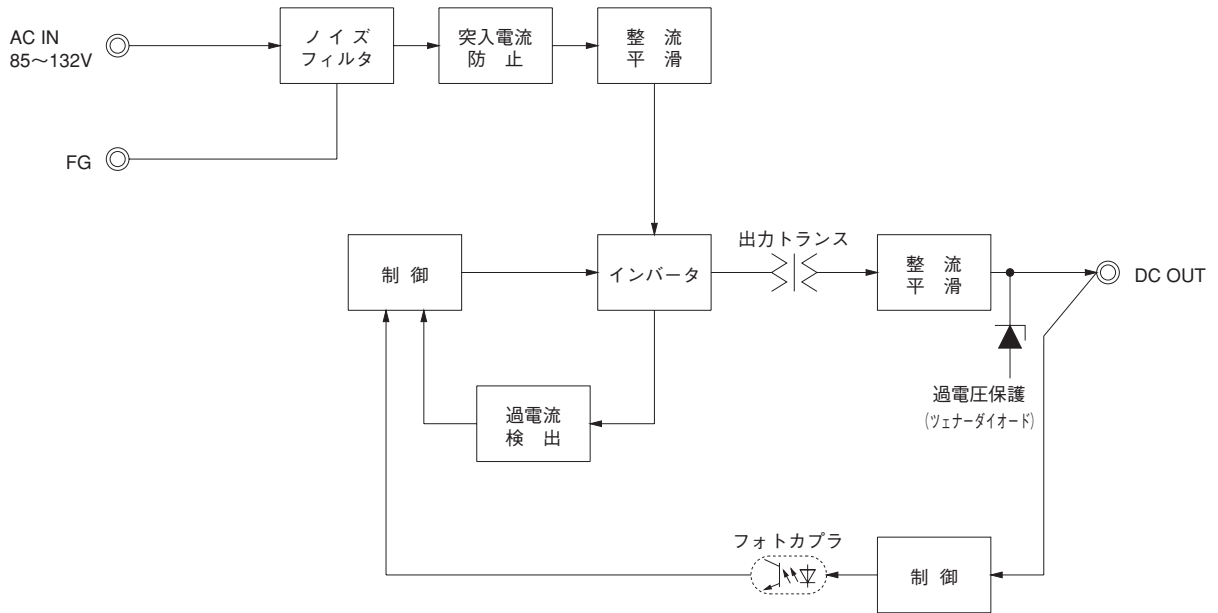 AC IN
85～132V
ノイズ
フィルタ
突入電流
防 止
整 流
平 滑
FG
制 御
インバータ
出力トランス
整 流
平 滑
DC OUT
過電流
検 出
過電圧保護
(ツェナーダイオード)
フォトカプラ
制 御